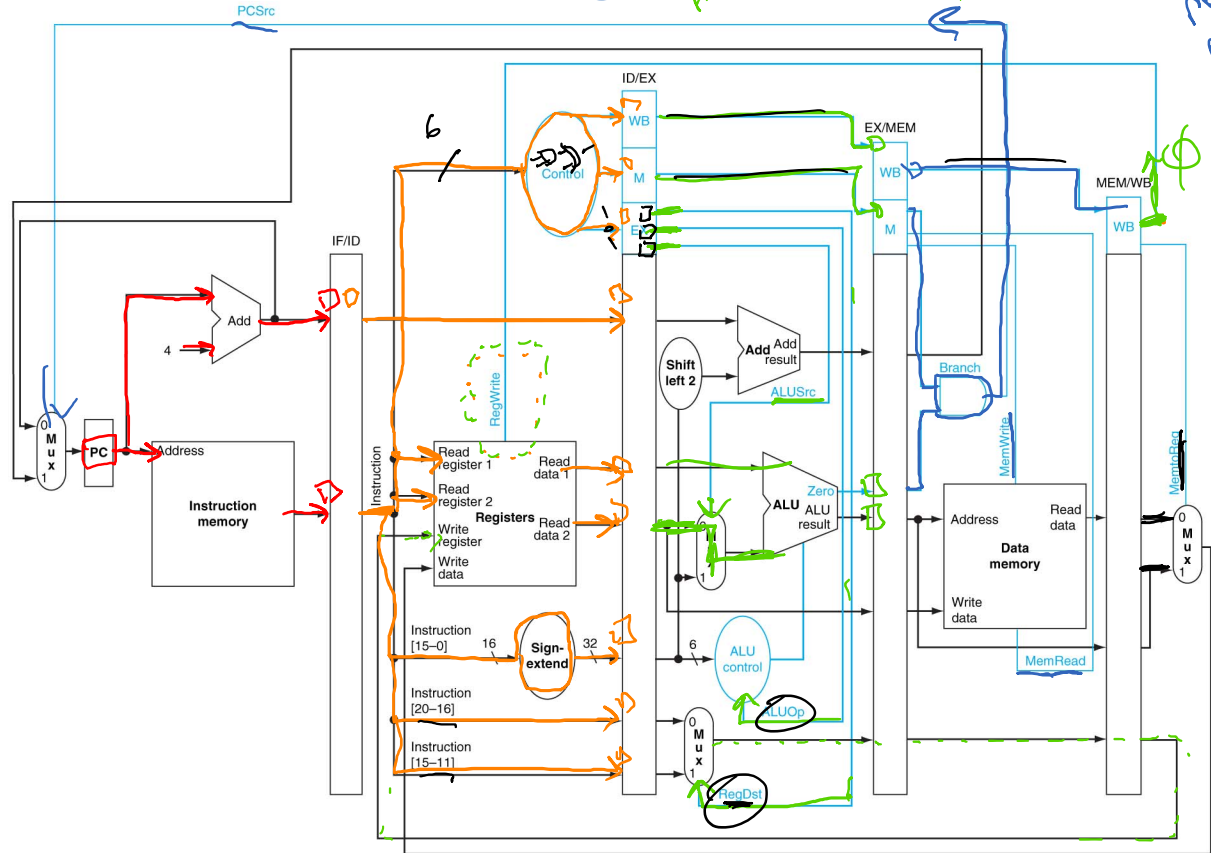 PCSrc
ID/EX
WB
6
Control
M
EX/MEM
WB
MEM/WB
WB
EX
M
IF/ID
Add
4
Add Add
result
Shift
left 2
Branch
ALUSrc
RegWrite
MemWrite
MemtoReg
0
M
u
x
1
PC
Address
Instruction
memory
Instruction
Read
register 1
Read
data 1
Read
register 2
Registers
Read
data 2
Write
register
Write
data
Zero
ALU
ALU
result
0
M
1
Address
Read
data
Data
memory
Write
data
0
M
u
x
1
Instruction
[15–0]
16
Sign-
extend
32
6
ALU
control
MemRead
Instruction
[20–16]
ALUOp
0
M
u
x
1
Instruction
[15–11]
RegDst